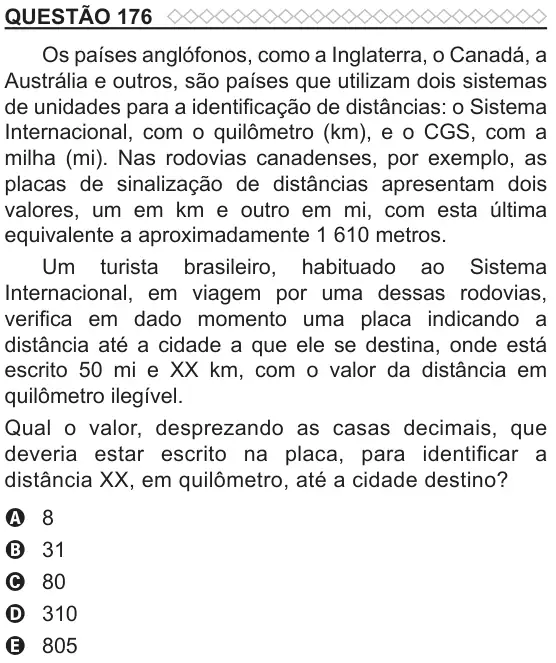 QUESTÃO 176
Os países anglófonos, como a Inglaterra, o Canadá, a
Austrália e outros, são países que utilizam dois sistemas
de unidades para a identificação de distâncias: o Sistema
Internacional, com o quilômetro (km), e o CGS, com a
milha (mi). Nas rodovias canadenses, por exemplo, as
placas de sinalização de distâncias apresentam dois
valores, um em km e outro em mi, com esta última
equivalente a aproximadamente 1 610 metros.
Um turista brasileiro, habituado ao Sistema
Internacional, em viagem por uma dessas rodovias,
verifica em dado momento uma placa indicando a
distância até a cidade a que ele se destina, onde está
escrito 50 mi e XX km, com o valor da distância em
quilômetro ilegível.
Qual o valor, desprezando as casas decimais, que
deveria estar escrito na placa, para identificar a
distância XX, em quilômetro, até a cidade destino?
A 8
B 31
C 80
D 310
E 805